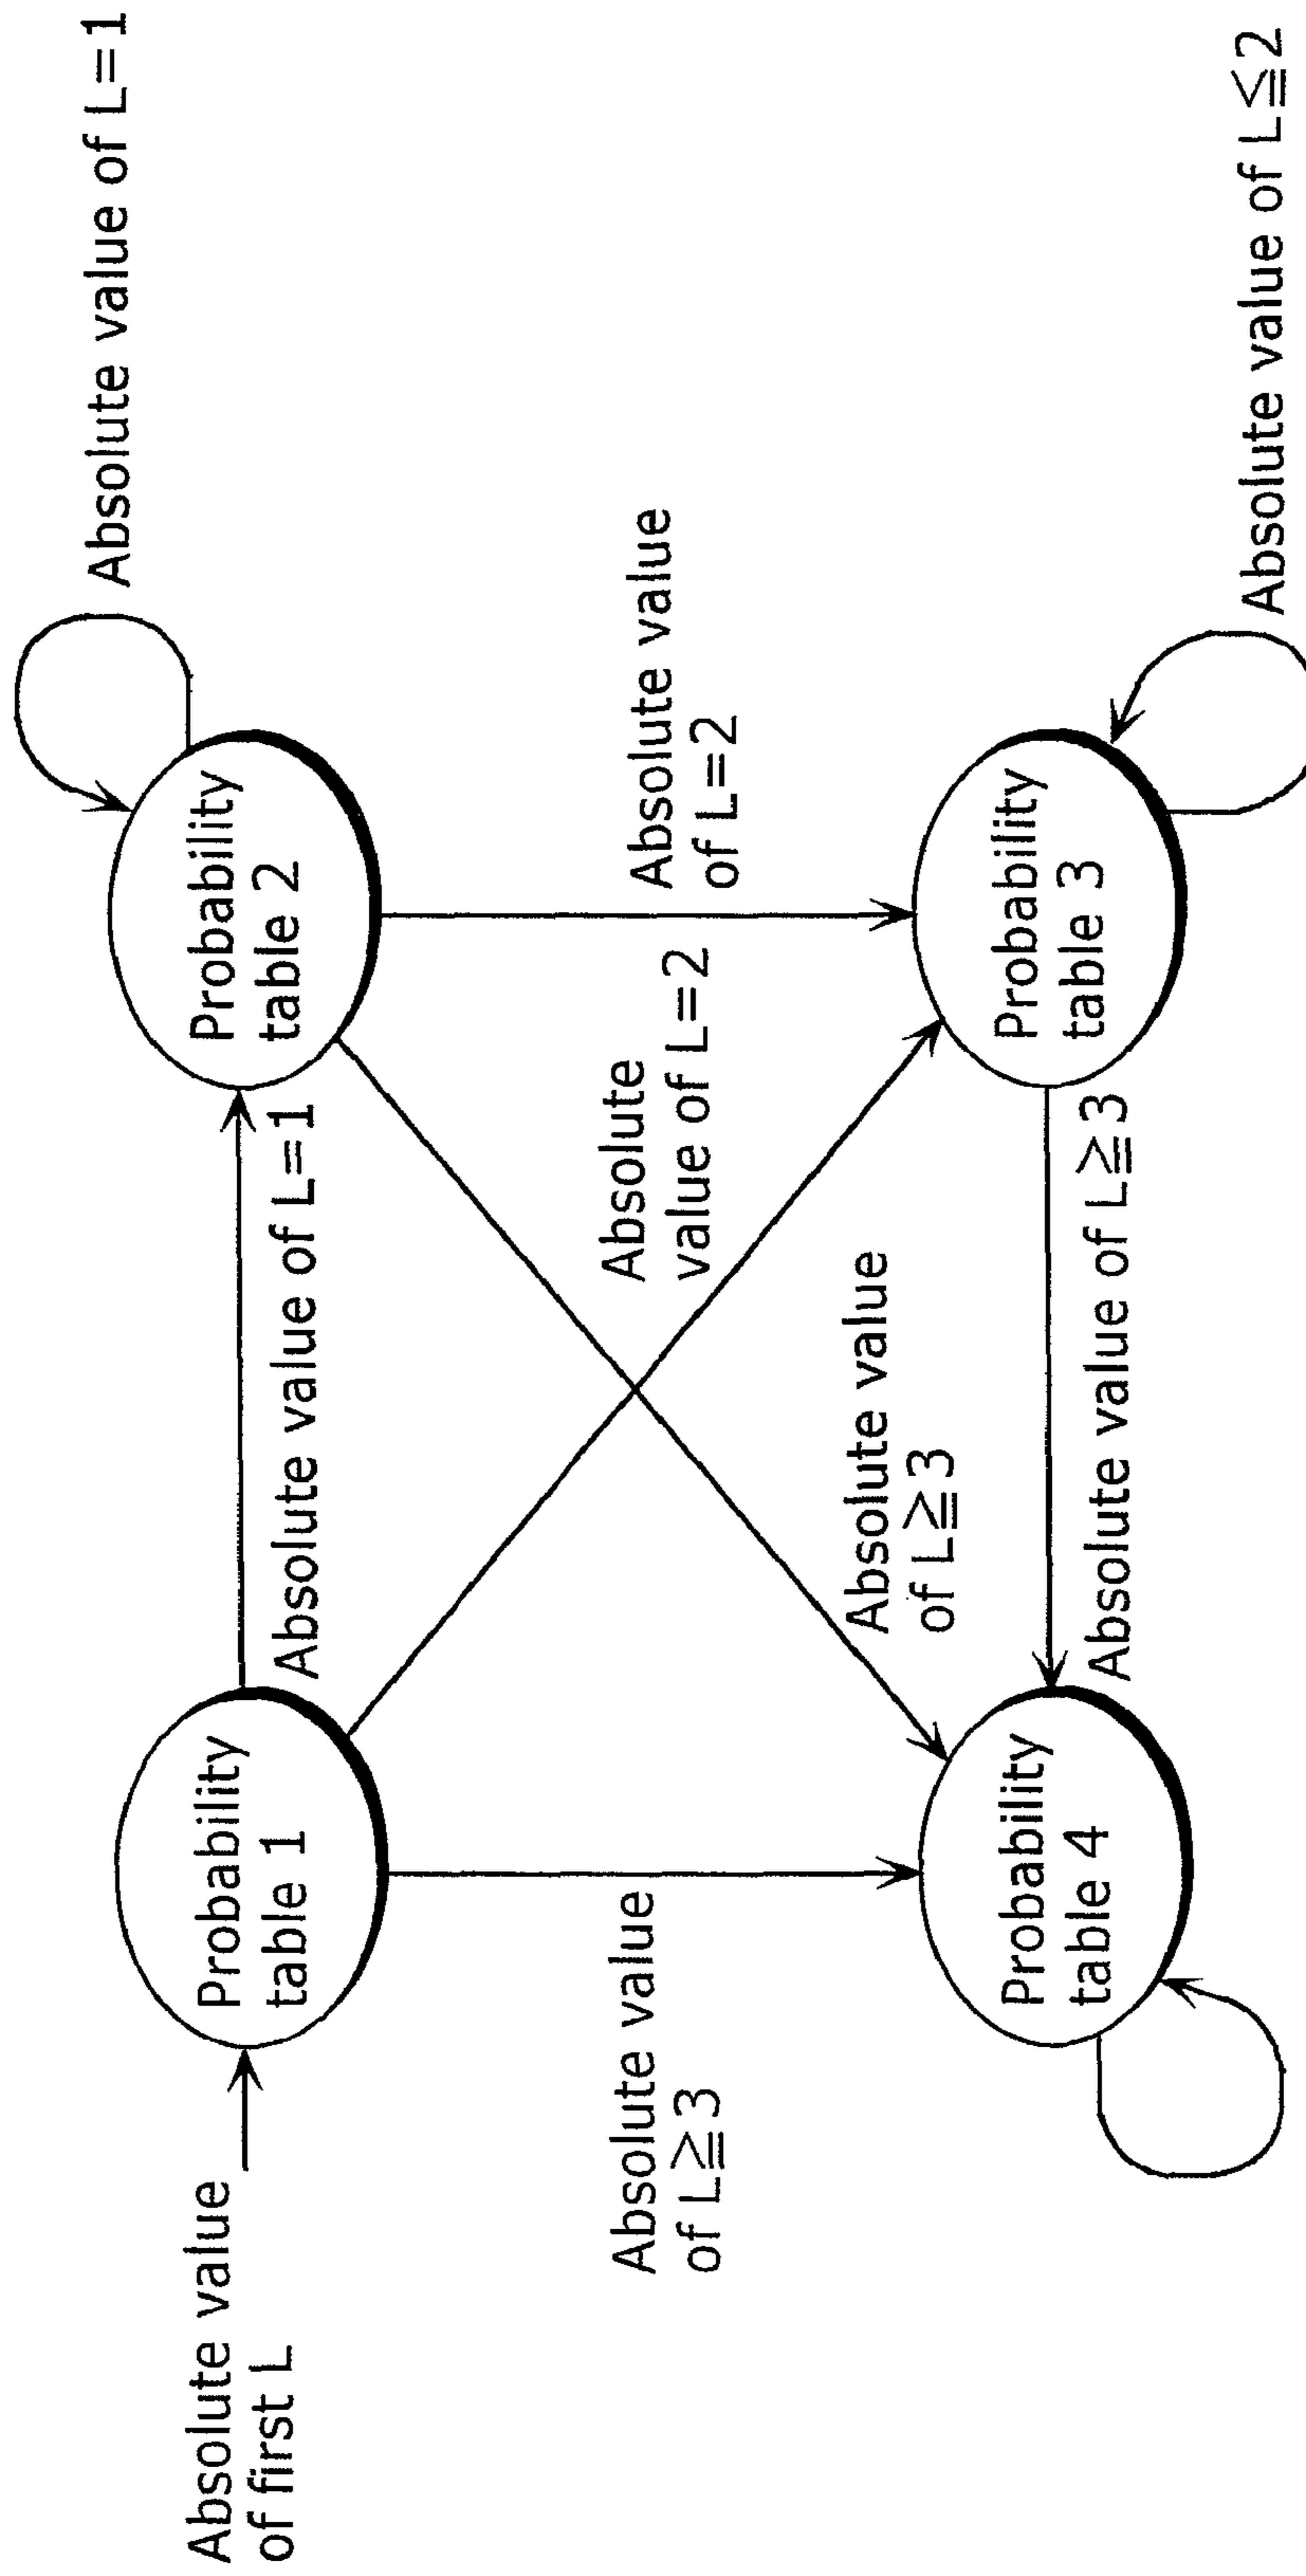 Absolute value
of first L
Probability
table 1
Absolute value of L=1
Probability
table 2
Absolute value of L=1
Absolute value
of L≧3
Absolute
value of L=2
Absolute value
of L=2
Absolute value
of L≧3
Probability
table 4
Absolute value of L≧3
Probability
table 3
Absolute value of L≦2